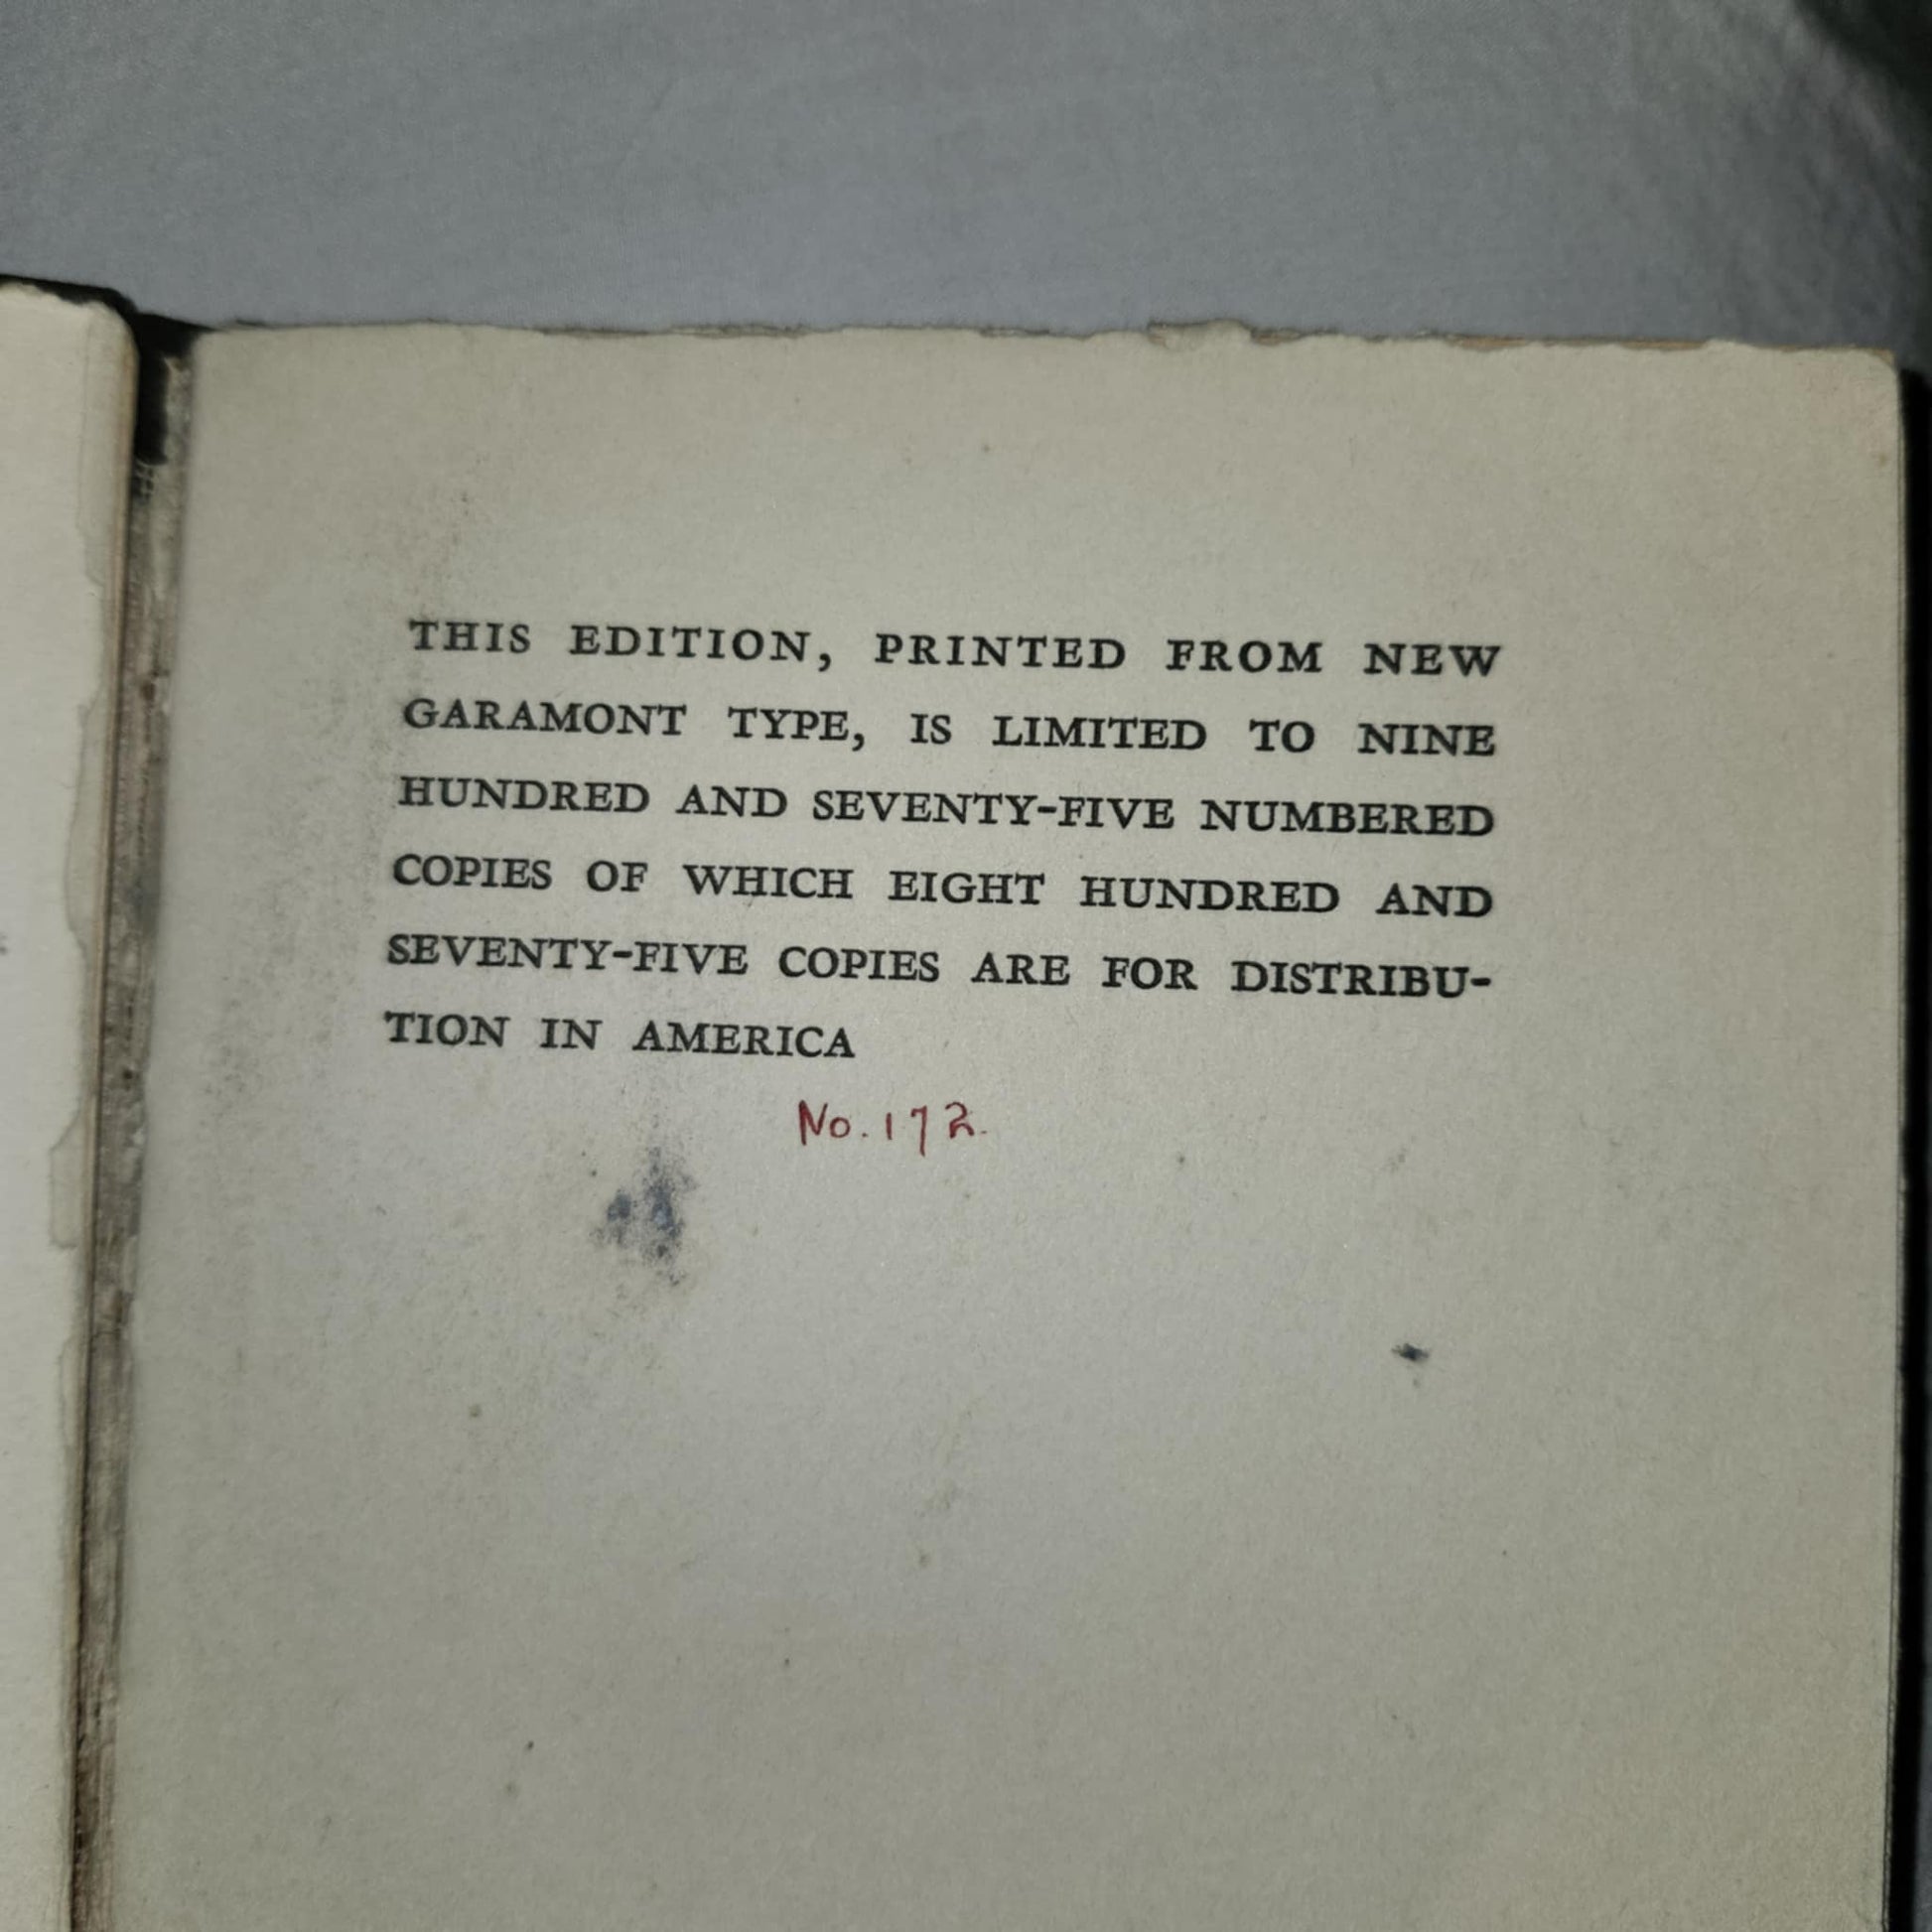 THIS EDITION, PRINTED FROM NEW
GARAMONT TYPE, IS LIMITED TO NINE
HUNDRED AND SEVENTY-FIVE NUMBERED
COPIES OF WHICH EIGHT HUNDRED AND
SEVENTY-FIVE COPIES ARE FOR DISTRIBU-
TION IN AMERICA
No. 172.